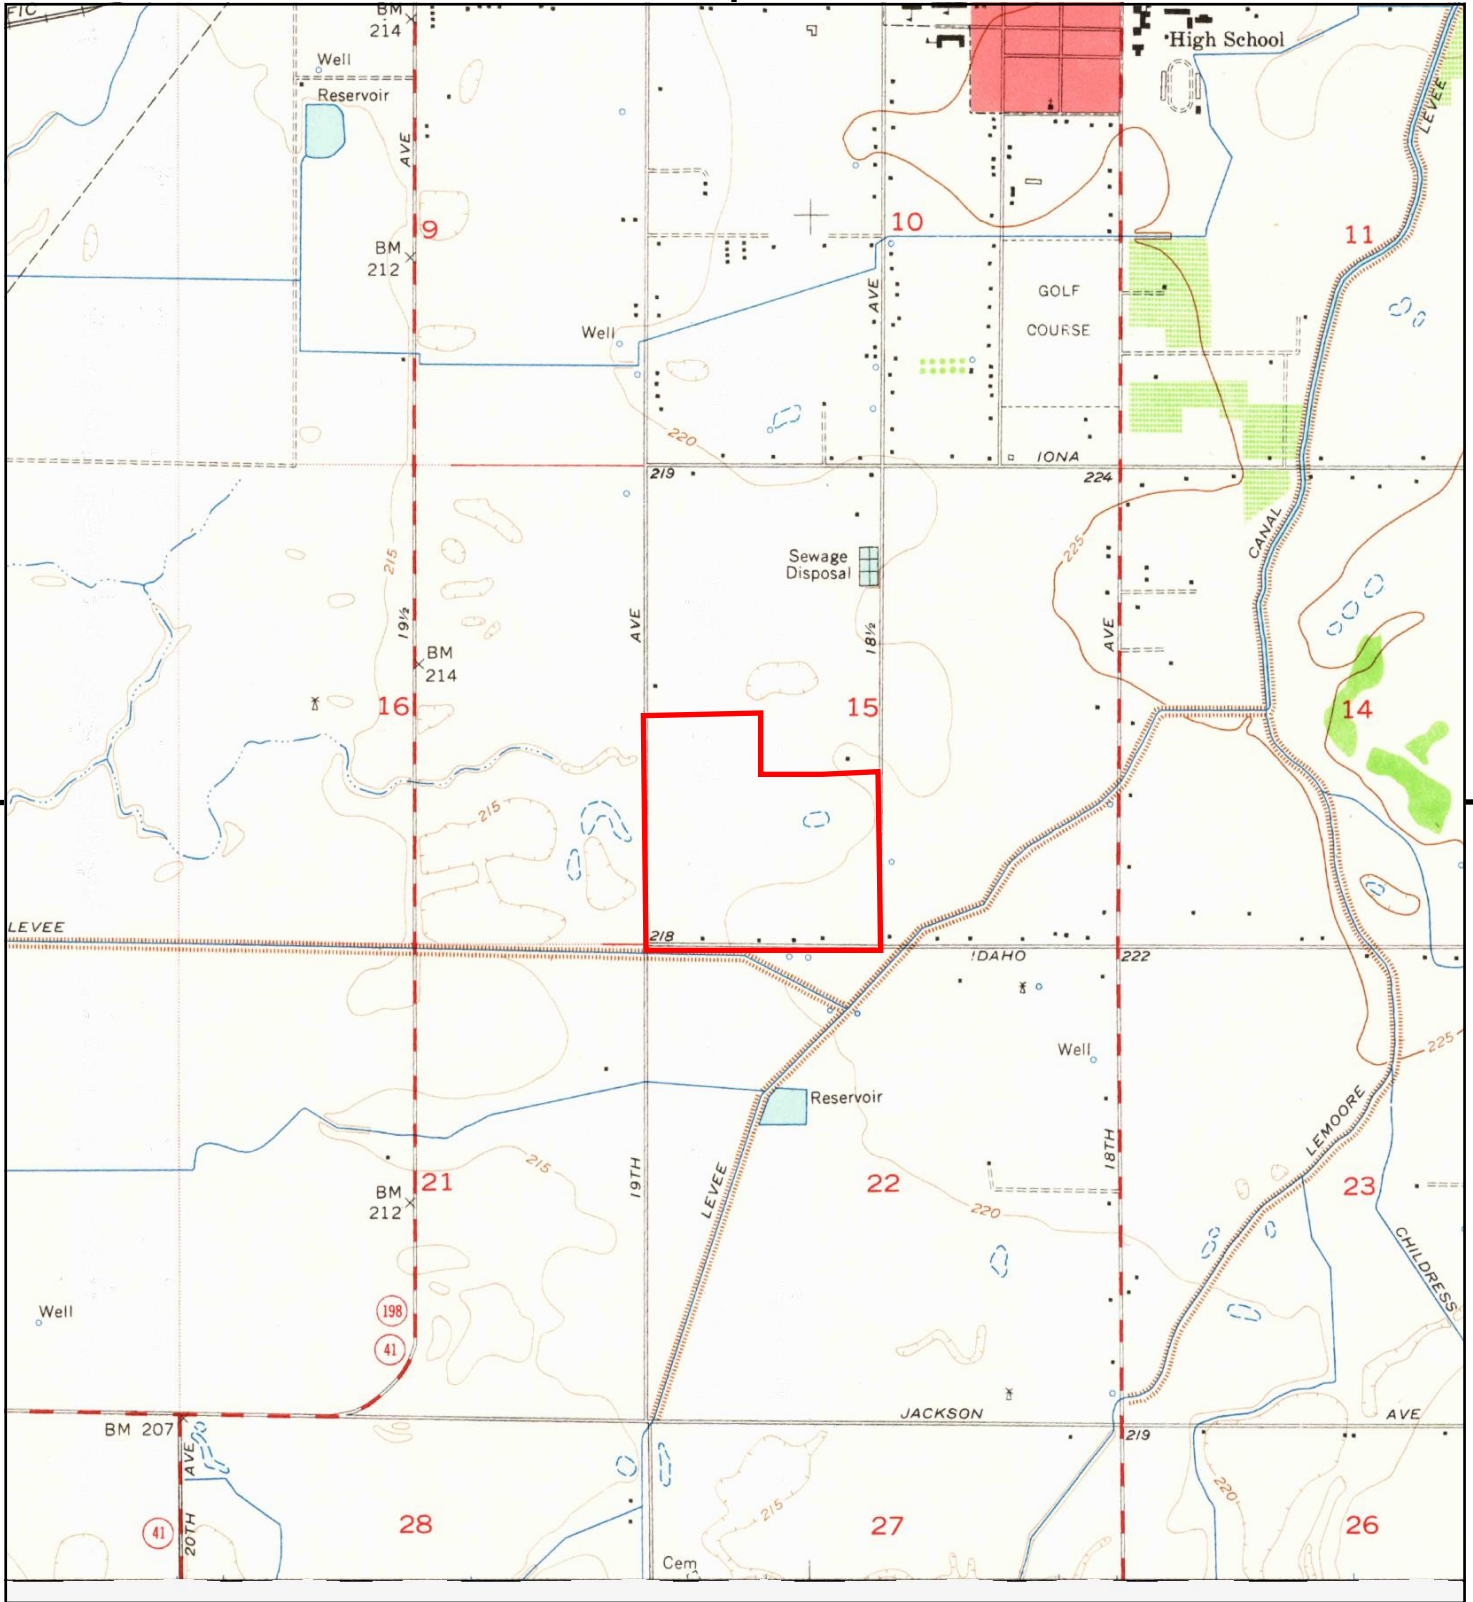 FIC
BM
214
High School
Well
Reservoir
AVE
LEVEE
9
10
11
BM
212
AVE
GOLF
COURSE
Well
220
219
IONA
224
215
CANAL
225
Sewage
Disposal
19½
AVE
18½
AVE
BM
214
16
15
14
215
LEVEE
218
IDAHO
222
225
Well
Reservoir
LEMOORE
215
19TH
LEVEE
18TH
21
22
23
BM
212
220
CHILDRESS
198
Well
41
JACKSON
AVE
BM 207
219
AVE
220
215
41
20TH
28
27
26
Cem